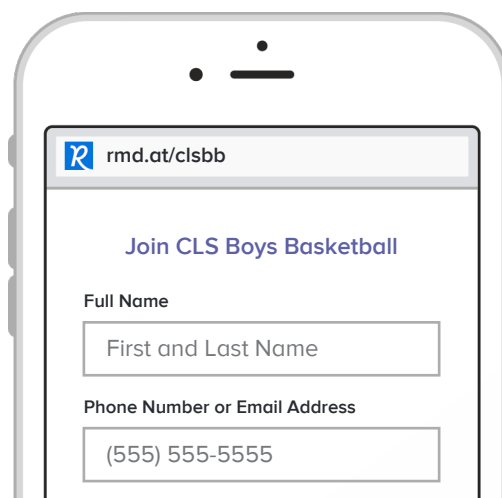 rmd.at/clsbb
Join CLS Boys Basketball
Full Name
First and Last Name
Phone Number or Email Address
(555) 555-5555